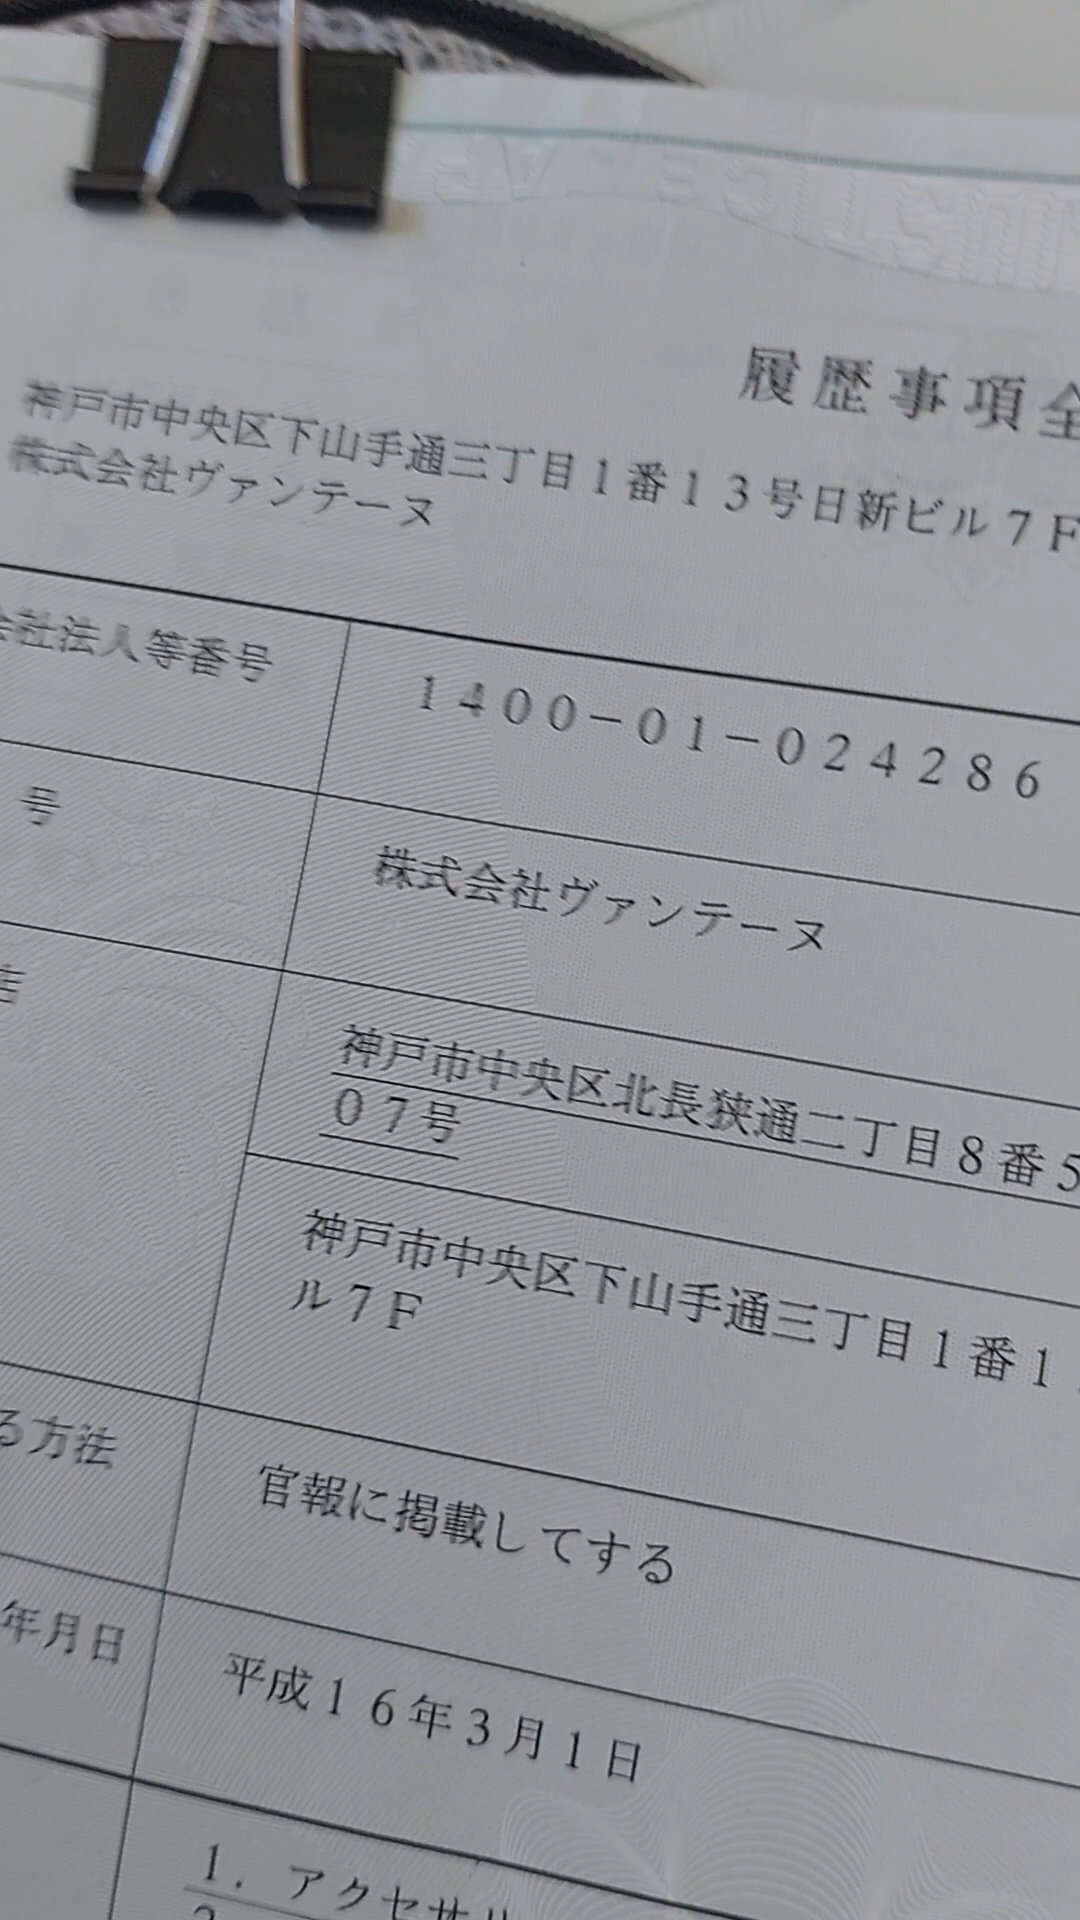 履歴事項全
神戸市中央区下山手通三丁目1番13号日新ビル7F
株式会社ヴァンテーヌ
会社法人等番号
1400-01-024286
号
株式会社ヴァンテーヌ
店
神戸市中央区北長狭通二丁目8番5
07号
神戸市中央区下山手通三丁目1番1
ル7F
る方法
官報に掲載してする
年月日
平成16年3月1日
1.アクセサ